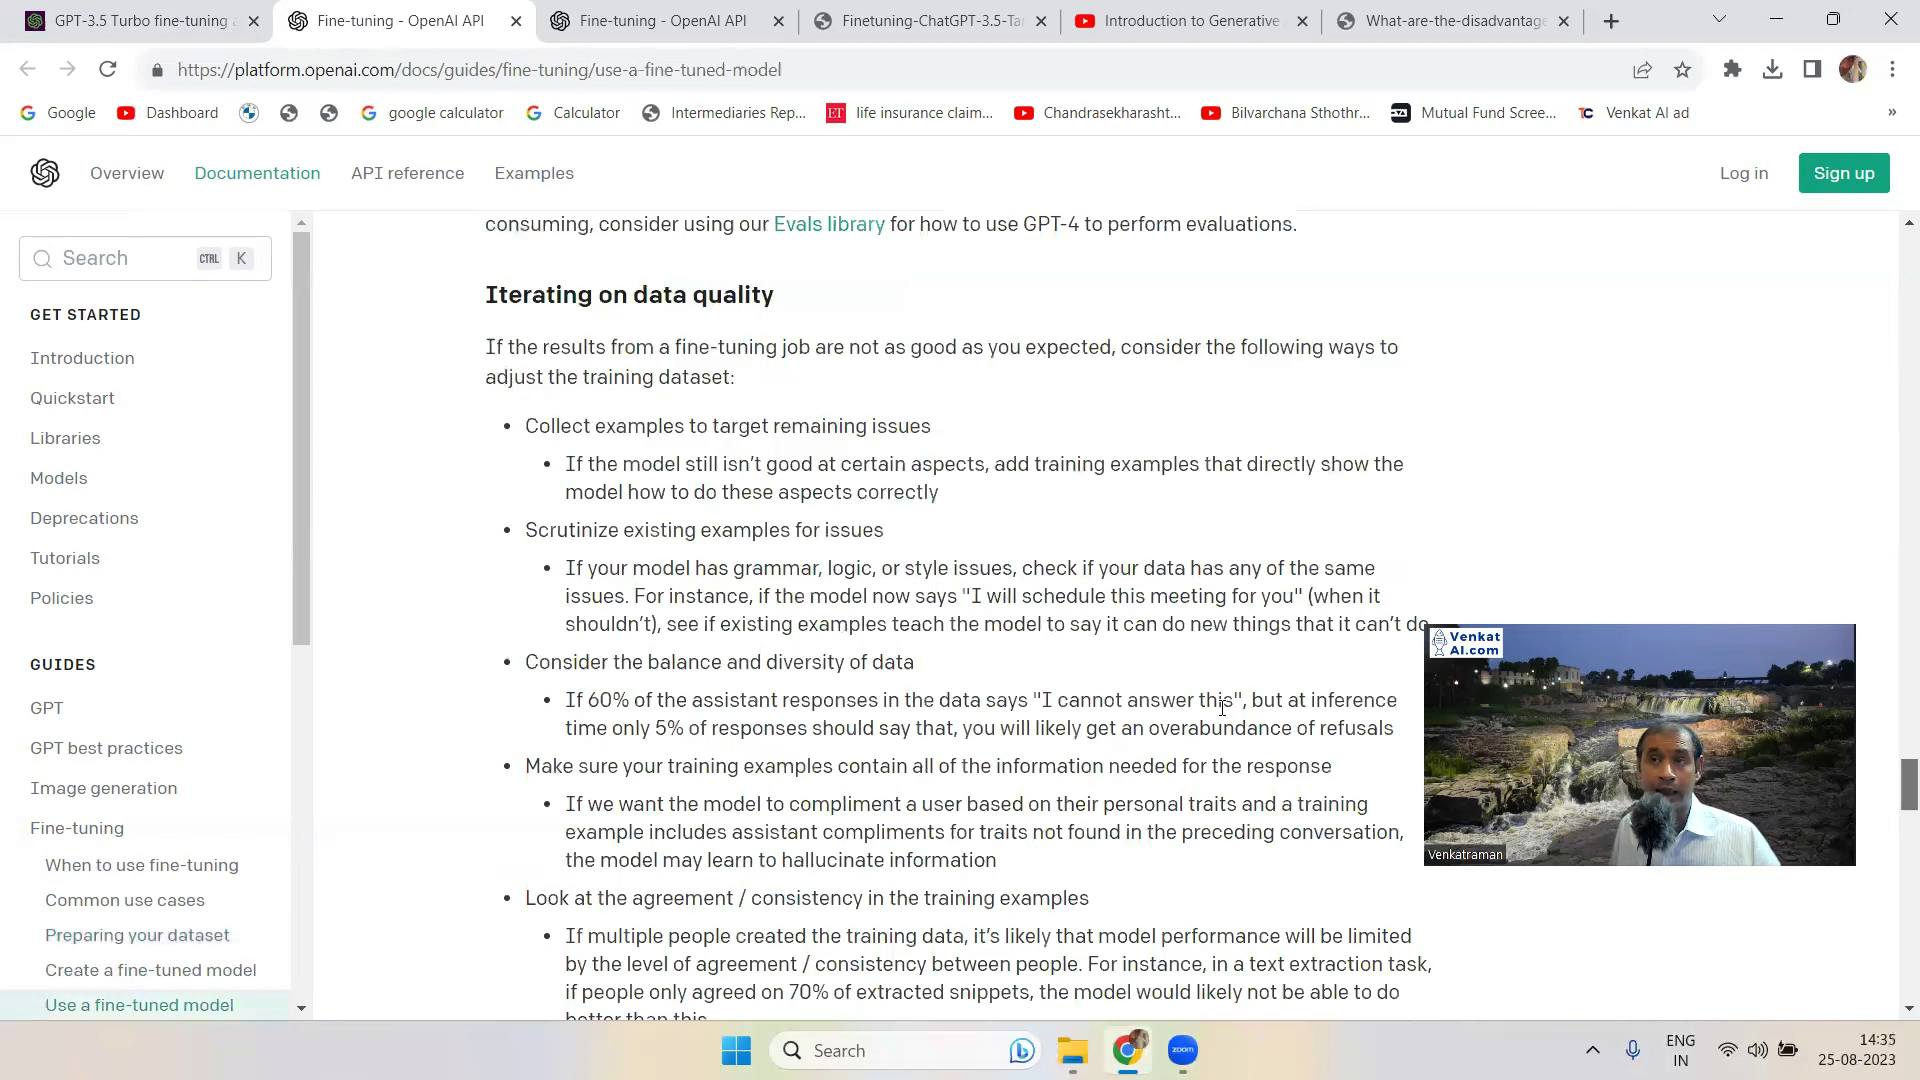 GPT-3.5 Turbo fine-tuning a
Fine-tuning - OpenAI API
Fine-tuning - OpenAI API
Finetuning-ChatGPT-3.5-Ta
Introduction to Generative
What-are-the-disadvantage
https://platform.openai.com/docs/guides/fine-tuning/use-a-fine-tuned-model
Google
Dashboard
google calculator
Calculator
Intermediaries Rep...
ET
life insurance claim...
Chandrasekharasht...
Bilvarchana Sthothr...
Mutual Fund Scree...
TC
Venkat AI ad
»
Overview
Documentation
API reference
Examples
Log in
Sign up
Search
CTRL
K
GET STARTED
Introduction
Quickstart
Libraries
Models
Deprecations
Tutorials
Policies
GUIDES
GPT
GPT best practices
Image generation
Fine-tuning
When to use fine-tuning
Common use cases
Preparing your dataset
Create a fine-tuned model
Use a fine-tuned model
consuming, consider using our Evals library for how to use GPT-4 to perform evaluations.
Iterating on data quality
If the results from a fine-tuning job are not as good as you expected, consider the following ways to
adjust the training dataset:
• Collect examples to target remaining issues
• If the model still isn’t good at certain aspects, add training examples that directly show the
model how to do these aspects correctly
• Scrutinize existing examples for issues
• If your model has grammar, logic, or style issues, check if your data has any of the same
issues. For instance, if the model now says "I will schedule this meeting for you" (when it
shouldn’t), see if existing examples teach the model to say it can do new things that it can’t do
• Consider the balance and diversity of data
• If 60% of the assistant responses in the data says "I cannot answer this", but at inference
time only 5% of responses should say that, you will likely get an overabundance of refusals
• Make sure your training examples contain all of the information needed for the response
• If we want the model to compliment a user based on their personal traits and a training
example includes assistant compliments for traits not found in the preceding conversation,
the model may learn to hallucinate information
• Look at the agreement / consistency in the training examples
• If multiple people created the training data, it’s likely that model performance will be limited
by the level of agreement / consistency between people. For instance, in a text extraction task,
if people only agreed on 70% of extracted snippets, the model would likely not be able to do
better than this
Venkat
AI.com
Venkatraman
Search
zoom
ENG
IN
14:35
25-08-2023